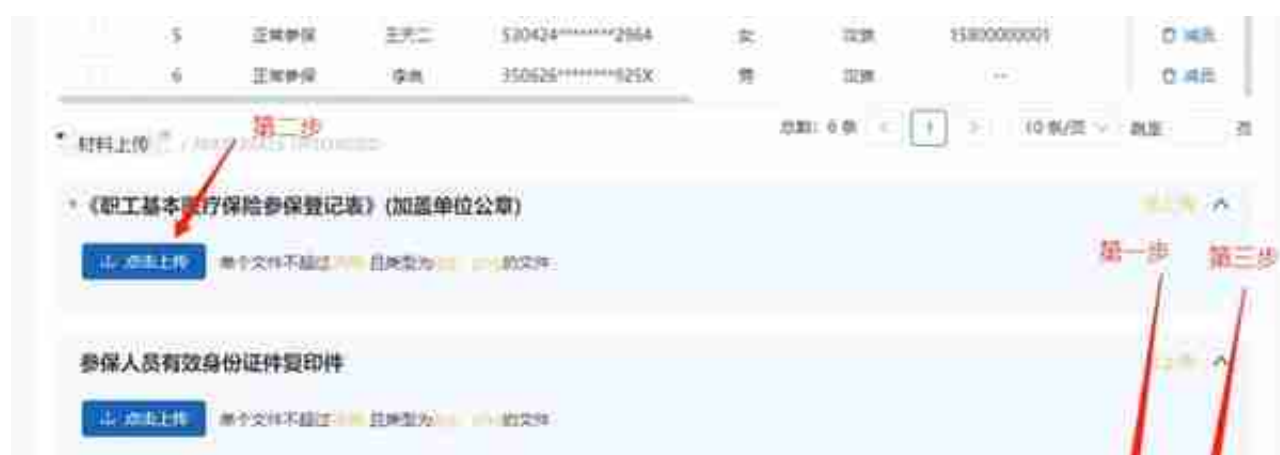 5 正常参保 王天二 530424********2964 女 汉族 15800000001 减员
6 正常参保 350626********025X 男 汉族 -- 减员
材料上传
第二步
总数: 6 条 < 1 > 10 条/页 跳至 页
* 《职工基本医疗保险参保登记表》(加盖单位公章)
点击上传 单个文件不超过 且类型为 的文件
第一步
第三步
参保人员有效身份证件复印件
点击上传 单个文件不超过 且类型为 的文件